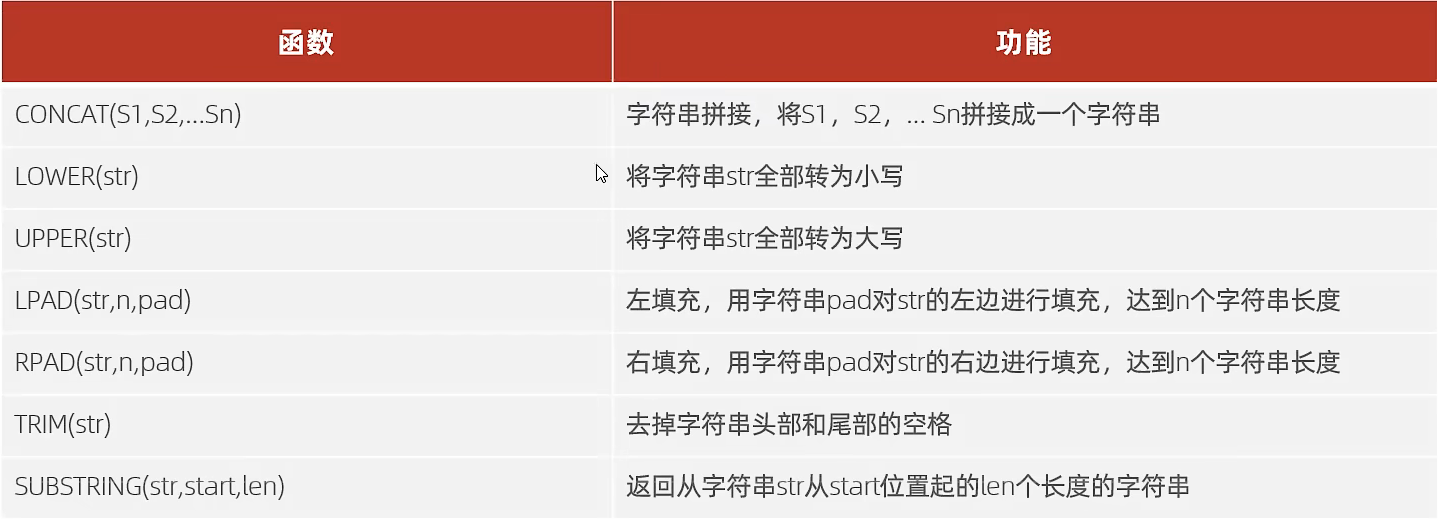 函数 功能
CONCAT(S1,S2,...Sn) 字符串拼接，将S1，S2，... Sn拼接成一个字符串
LOWER(str) 将字符串str全部转为小写
UPPER(str) 将字符串str全部转为大写
LPAD(str,n,pad) 左填充，用字符串pad对str的左边进行填充，达到n个字符串长度
RPAD(str,n,pad) 右填充，用字符串pad对str的右边进行填充，达到n个字符串长度
TRIM(str) 去掉字符串头部和尾部的空格
SUBSTRING(str,start,len) 返回从字符串str从start位置起的len个长度的字符串